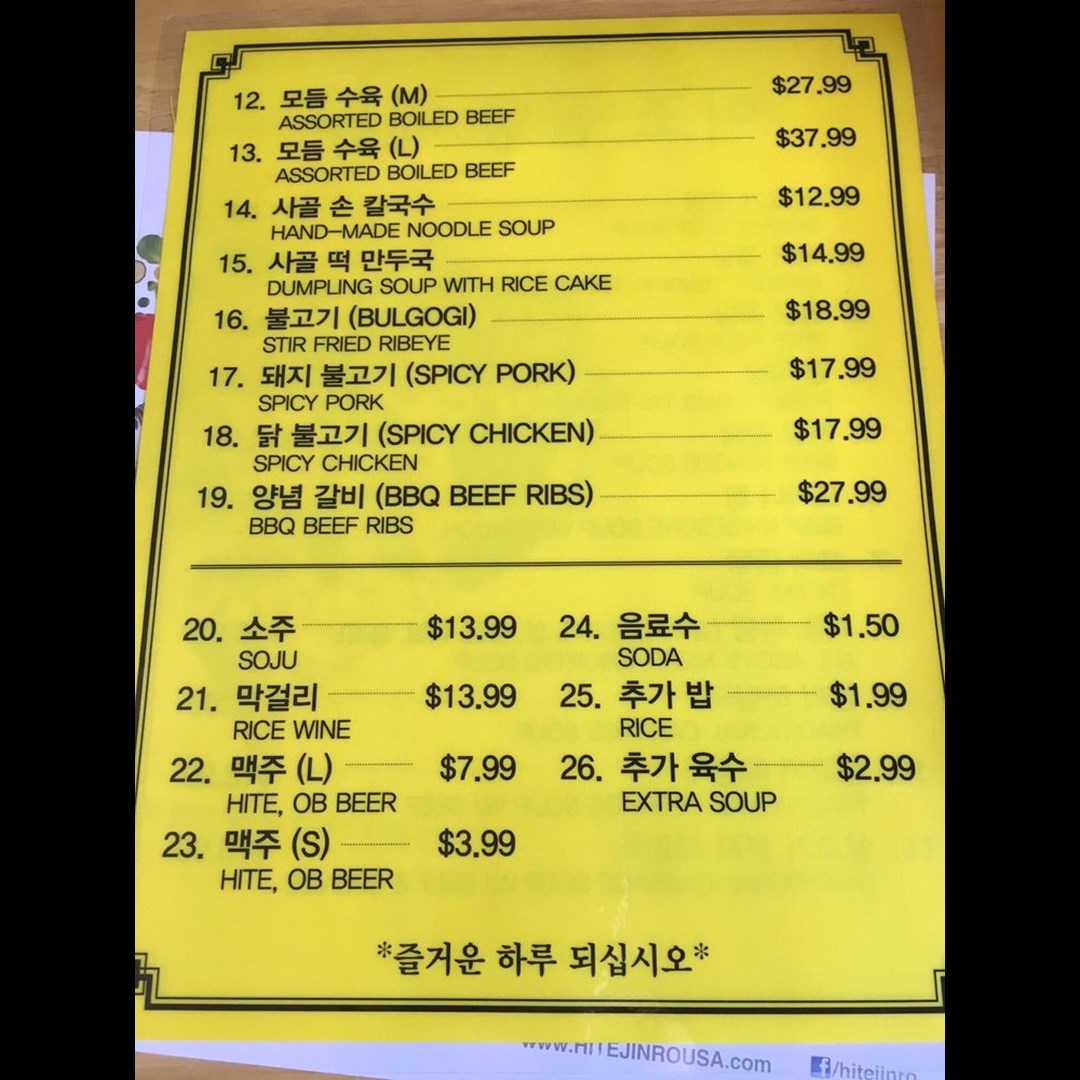 12. 모듬 수육 (M) $27.99
ASSORTED BOILED BEEF
13. 모듬 수육 (L) $37.99
ASSORTED BOILED BEEF
14. 사골 손 칼국수 $12.99
HAND-MADE NOODLE SOUP
15. 사골 떡 만두국 $14.99
DUMPLING SOUP WITH RICE CAKE
16. 불고기 (BULGOGI) $18.99
STIR FRIED RIBEYE
17. 돼지 불고기 (SPICY PORK) $17.99
SPICY PORK
18. 닭 불고기 (SPICY CHICKEN) $17.99
SPICY CHICKEN
19. 양념 갈비 (BBQ BEEF RIBS) $27.99
BBQ BEEF RIBS
20. 소주 $13.99 24. 음료수 $1.50
SOJU SODA
21. 막걸리 $13.99 25. 추가 밥 $1.99
RICE WINE RICE
22. 맥주 (L) $7.99 26. 추가 육수 $2.99
HITE, OB BEER EXTRA SOUP
23. 맥주 (S) $3.99
HITE, OB BEER
*즐거운 하루 되십시오*
www.HITEJINROUSA.com f/hitejinro